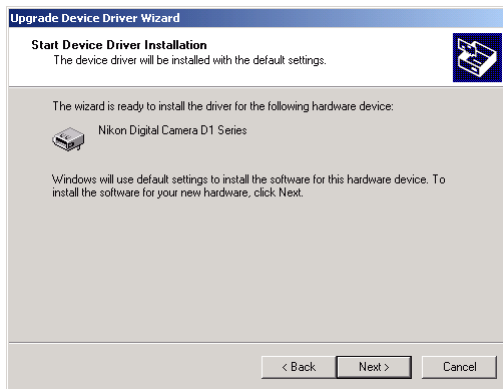 Upgrade Device Driver Wizard
Start Device Driver Installation
The device driver will be installed with the default settings.
The wizard is ready to install the driver for the following hardware device:
Nikon Digital Camera D1 Series
Windows will use default settings to install the software for this hardware device. To
install the software for your new hardware, click Next.
< Back
Next >
Cancel